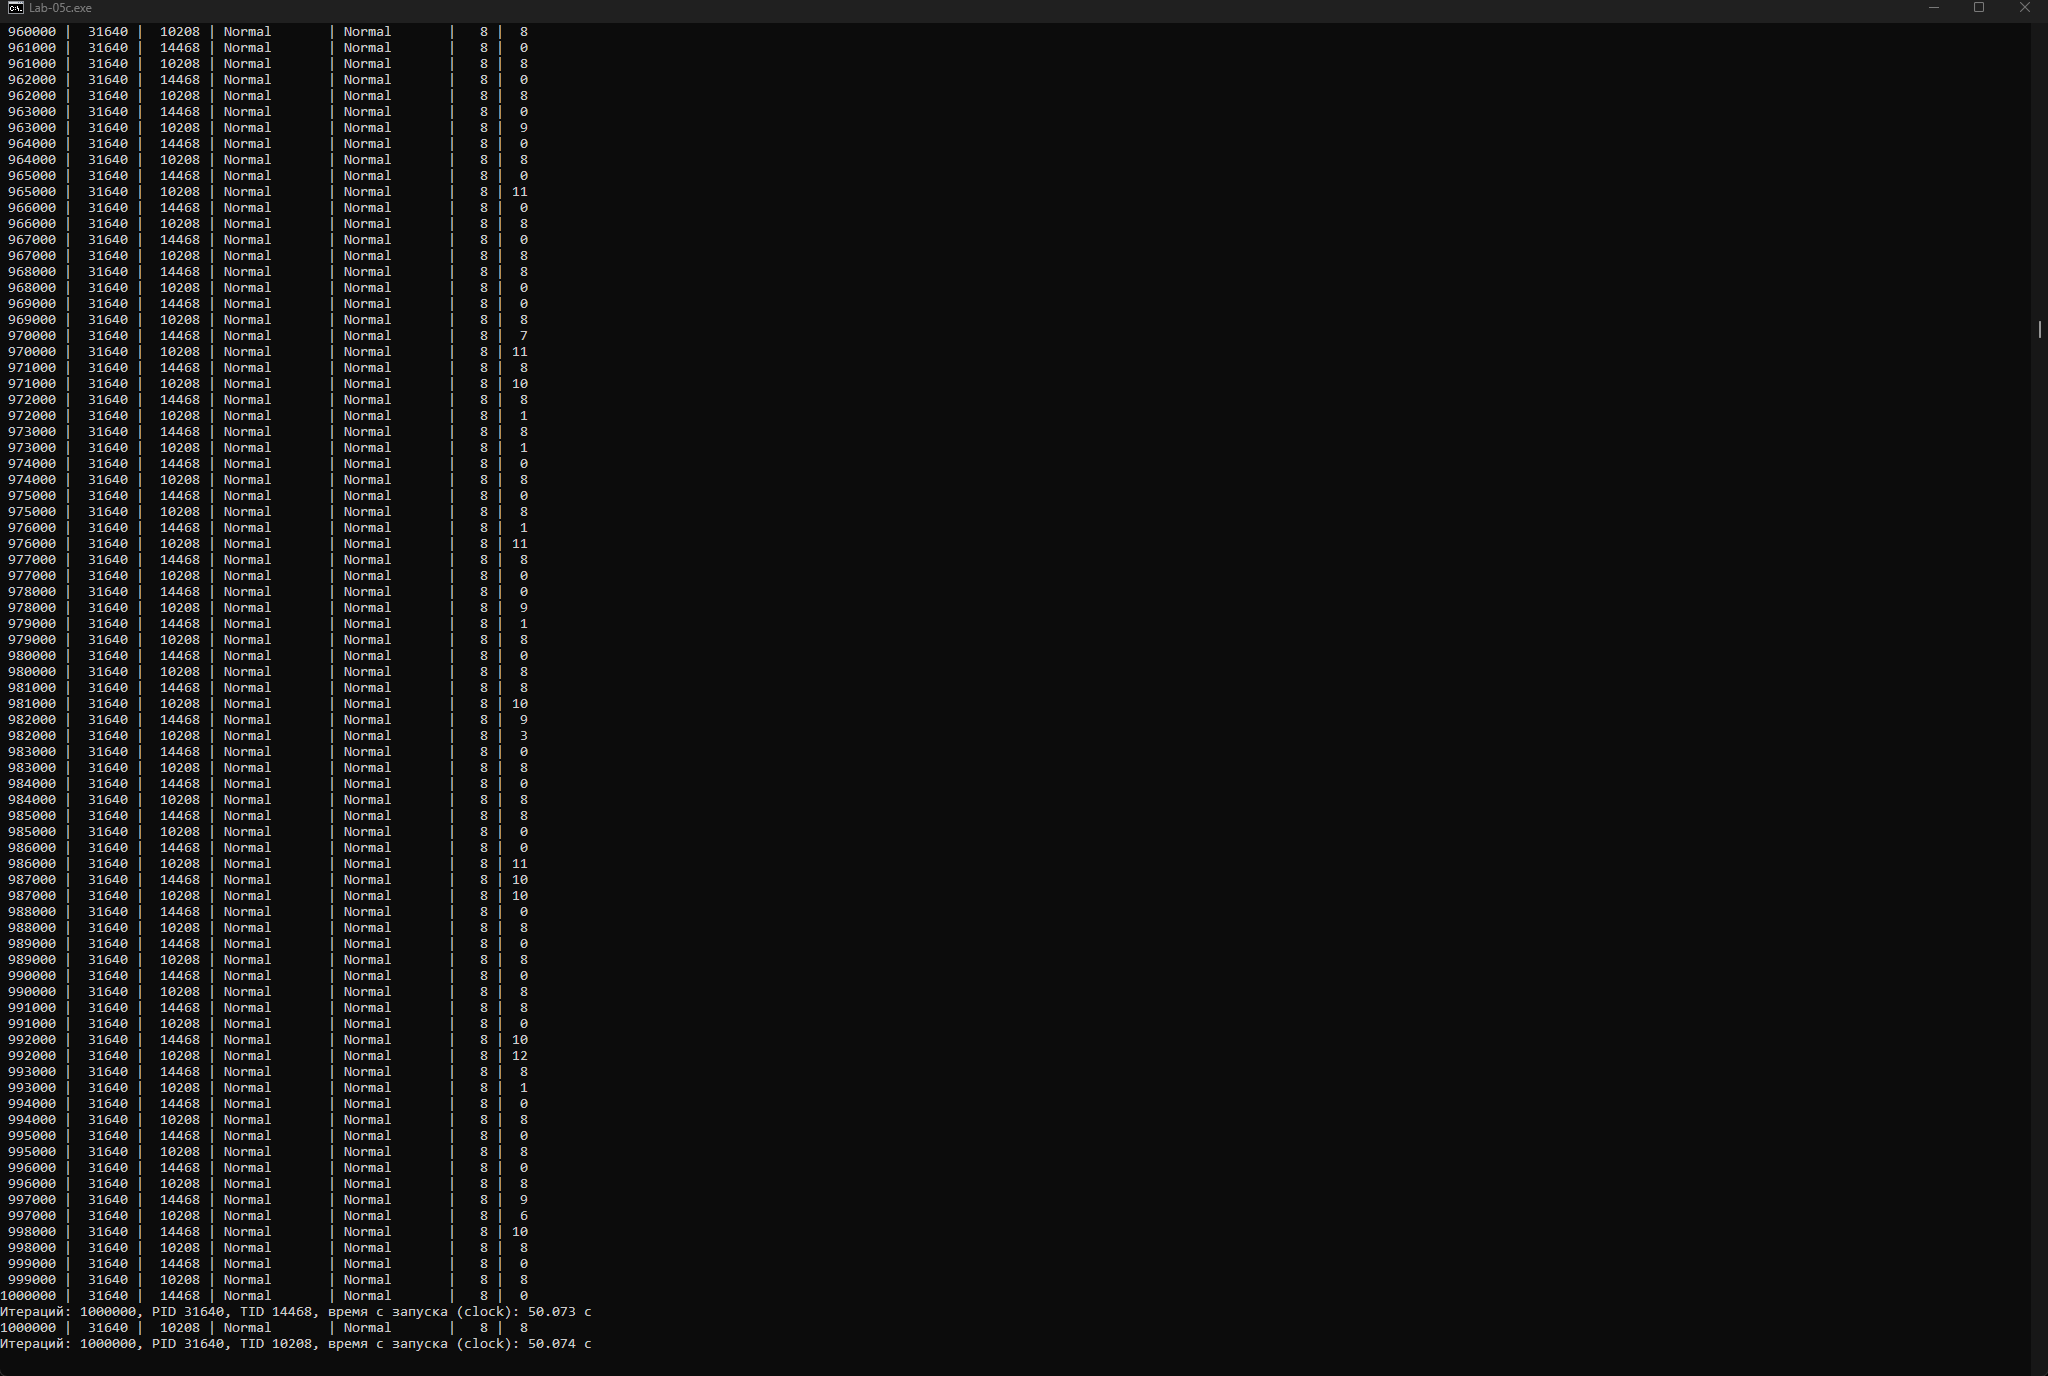 Lab-05c.exe
960000 | 31640 | 10208 | Normal | Normal | 8 | 8
961000 | 31640 | 14468 | Normal | Normal | 8 | 0
961000 | 31640 | 10208 | Normal | Normal | 8 | 8
962000 | 31640 | 14468 | Normal | Normal | 8 | 0
962000 | 31640 | 10208 | Normal | Normal | 8 | 8
963000 | 31640 | 14468 | Normal | Normal | 8 | 0
963000 | 31640 | 10208 | Normal | Normal | 8 | 9
964000 | 31640 | 14468 | Normal | Normal | 8 | 0
964000 | 31640 | 10208 | Normal | Normal | 8 | 8
965000 | 31640 | 14468 | Normal | Normal | 8 | 0
965000 | 31640 | 10208 | Normal | Normal | 8 | 11
966000 | 31640 | 14468 | Normal | Normal | 8 | 0
966000 | 31640 | 10208 | Normal | Normal | 8 | 8
967000 | 31640 | 14468 | Normal | Normal | 8 | 0
967000 | 31640 | 10208 | Normal | Normal | 8 | 8
968000 | 31640 | 14468 | Normal | Normal | 8 | 8
968000 | 31640 | 10208 | Normal | Normal | 8 | 0
969000 | 31640 | 14468 | Normal | Normal | 8 | 0
969000 | 31640 | 10208 | Normal | Normal | 8 | 8
970000 | 31640 | 14468 | Normal | Normal | 8 | 7
970000 | 31640 | 10208 | Normal | Normal | 8 | 11
971000 | 31640 | 14468 | Normal | Normal | 8 | 8
971000 | 31640 | 10208 | Normal | Normal | 8 | 10
972000 | 31640 | 14468 | Normal | Normal | 8 | 8
972000 | 31640 | 10208 | Normal | Normal | 8 | 1
973000 | 31640 | 14468 | Normal | Normal | 8 | 8
973000 | 31640 | 10208 | Normal | Normal | 8 | 1
974000 | 31640 | 14468 | Normal | Normal | 8 | 0
974000 | 31640 | 10208 | Normal | Normal | 8 | 8
975000 | 31640 | 14468 | Normal | Normal | 8 | 0
975000 | 31640 | 10208 | Normal | Normal | 8 | 8
976000 | 31640 | 14468 | Normal | Normal | 8 | 1
976000 | 31640 | 10208 | Normal | Normal | 8 | 11
977000 | 31640 | 14468 | Normal | Normal | 8 | 8
977000 | 31640 | 10208 | Normal | Normal | 8 | 0
978000 | 31640 | 14468 | Normal | Normal | 8 | 0
978000 | 31640 | 10208 | Normal | Normal | 8 | 9
979000 | 31640 | 14468 | Normal | Normal | 8 | 1
979000 | 31640 | 10208 | Normal | Normal | 8 | 8
980000 | 31640 | 14468 | Normal | Normal | 8 | 0
980000 | 31640 | 10208 | Normal | Normal | 8 | 8
981000 | 31640 | 14468 | Normal | Normal | 8 | 8
981000 | 31640 | 10208 | Normal | Normal | 8 | 10
982000 | 31640 | 14468 | Normal | Normal | 8 | 9
982000 | 31640 | 10208 | Normal | Normal | 8 | 3
983000 | 31640 | 14468 | Normal | Normal | 8 | 0
983000 | 31640 | 10208 | Normal | Normal | 8 | 8
984000 | 31640 | 14468 | Normal | Normal | 8 | 0
984000 | 31640 | 10208 | Normal | Normal | 8 | 8
985000 | 31640 | 14468 | Normal | Normal | 8 | 8
985000 | 31640 | 10208 | Normal | Normal | 8 | 0
986000 | 31640 | 14468 | Normal | Normal | 8 | 0
986000 | 31640 | 10208 | Normal | Normal | 8 | 11
987000 | 31640 | 14468 | Normal | Normal | 8 | 10
987000 | 31640 | 10208 | Normal | Normal | 8 | 10
988000 | 31640 | 14468 | Normal | Normal | 8 | 0
988000 | 31640 | 10208 | Normal | Normal | 8 | 8
989000 | 31640 | 14468 | Normal | Normal | 8 | 0
989000 | 31640 | 10208 | Normal | Normal | 8 | 8
990000 | 31640 | 14468 | Normal | Normal | 8 | 0
990000 | 31640 | 10208 | Normal | Normal | 8 | 8
991000 | 31640 | 14468 | Normal | Normal | 8 | 8
991000 | 31640 | 10208 | Normal | Normal | 8 | 0
992000 | 31640 | 14468 | Normal | Normal | 8 | 10
992000 | 31640 | 10208 | Normal | Normal | 8 | 12
993000 | 31640 | 14468 | Normal | Normal | 8 | 8
993000 | 31640 | 10208 | Normal | Normal | 8 | 1
994000 | 31640 | 14468 | Normal | Normal | 8 | 0
994000 | 31640 | 10208 | Normal | Normal | 8 | 8
995000 | 31640 | 14468 | Normal | Normal | 8 | 0
995000 | 31640 | 10208 | Normal | Normal | 8 | 8
996000 | 31640 | 14468 | Normal | Normal | 8 | 0
996000 | 31640 | 10208 | Normal | Normal | 8 | 8
997000 | 31640 | 14468 | Normal | Normal | 8 | 9
997000 | 31640 | 10208 | Normal | Normal | 8 | 6
998000 | 31640 | 14468 | Normal | Normal | 8 | 10
998000 | 31640 | 10208 | Normal | Normal | 8 | 8
999000 | 31640 | 14468 | Normal | Normal | 8 | 0
999000 | 31640 | 10208 | Normal | Normal | 8 | 8
1000000 | 31640 | 14468 | Normal | Normal | 8 | 0
Итераций: 1000000, PID 31640, TID 14468, время с запуска (clock): 50.073 с
1000000 | 31640 | 10208 | Normal | Normal | 8 | 8
Итераций: 1000000, PID 31640, TID 10208, время с запуска (clock): 50.074 с